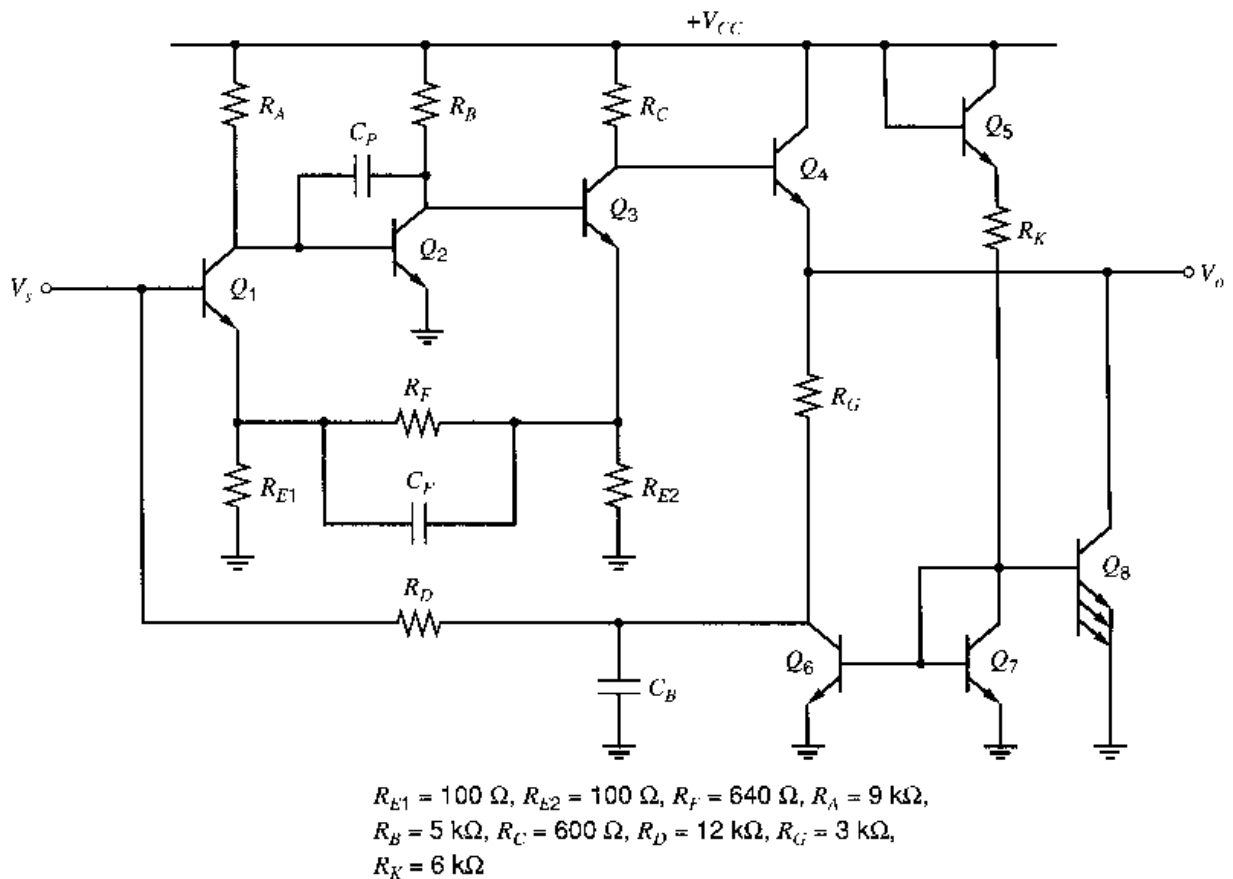 +V_CC
R_A
R_B
R_C
C_P
Q_5
Q_4
Q_3
Q_2
R_K
V_s
Q_1
V_o
R_F
R_G
R_E1
C_F
R_E2
R_D
Q_8
Q_6
Q_7
C_B
R_E1 = 100 Ω, R_E2 = 100 Ω, R_F = 640 Ω, R_A = 9 kΩ,
R_B = 5 kΩ, R_C = 600 Ω, R_D = 12 kΩ, R_G = 3 kΩ,
R_K = 6 kΩ